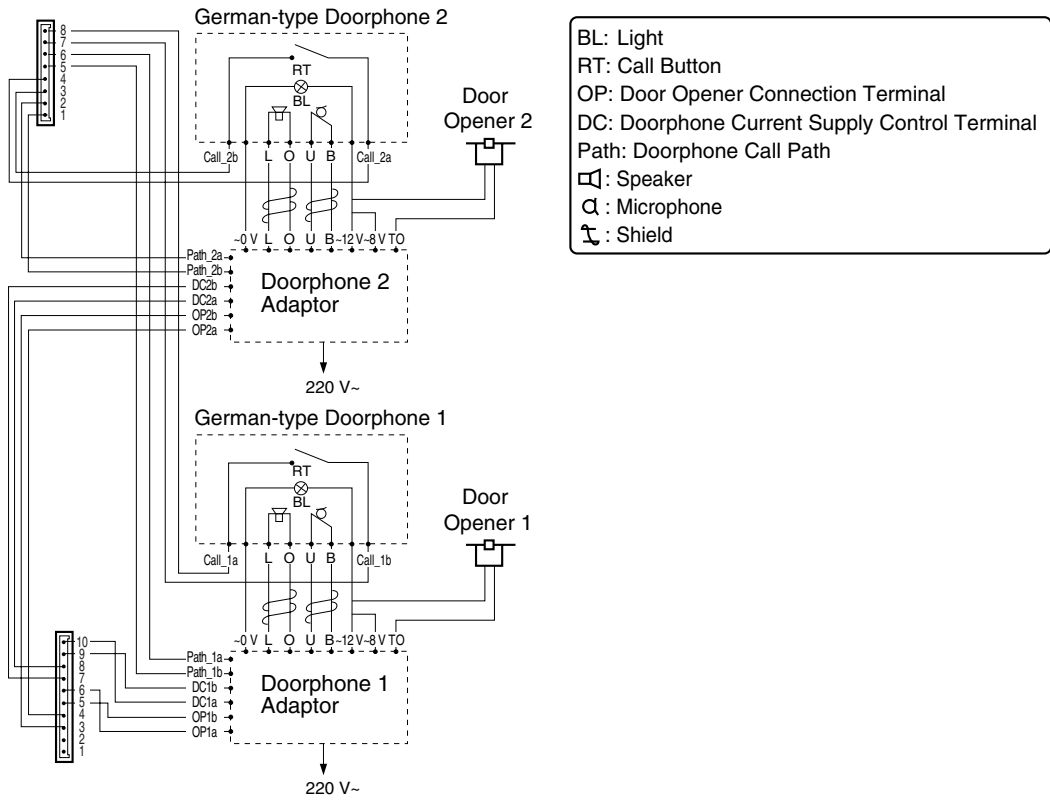 German-type Doorphone 2
8
7
6
5
4
3
2
1
RT
BL
Door
Opener 2
Call_2b L O U B Call_2a
~0 V L O U B ~12 V ~8 V TO
Path_2a
Path_2b
DC2b
DC2a
OP2b
OP2a
Doorphone 2
Adaptor
220 V~
German-type Doorphone 1
RT
BL
Door
Opener 1
Call_1a L O U B Call_1b
~0 V L O U B ~12 V ~8 V TO
10
9
8
7
6
5
4
3
2
1
Path_1a
Path_1b
DC1b
DC1a
OP1b
OP1a
Doorphone 1
Adaptor
220 V~
BL: Light
RT: Call Button
OP: Door Opener Connection Terminal
DC: Doorphone Current Supply Control Terminal
Path: Doorphone Call Path
: Speaker
: Microphone
: Shield